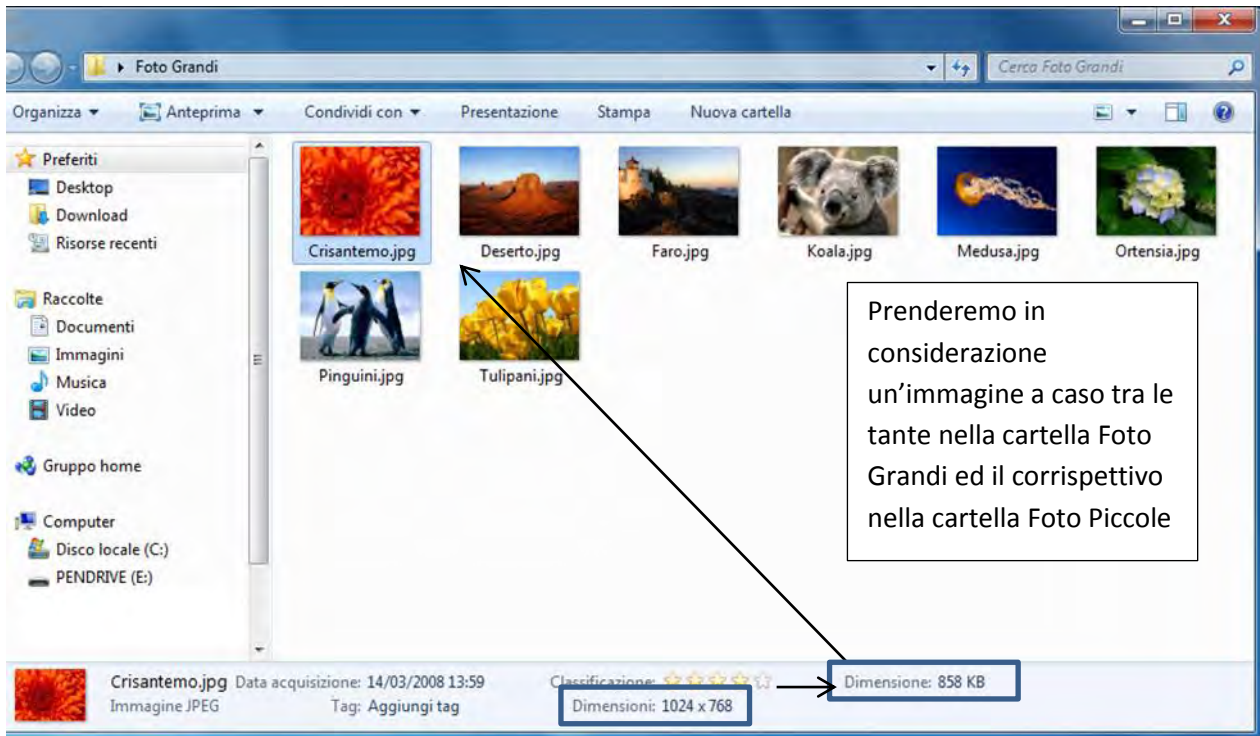 Foto Grandi
Cerca Foto Grandi
Organizza Anteprima Condividi con Presentazione Stampa Nuova cartella
Preferiti
Desktop
Download
Risorse recenti
Raccolte
Documenti
Immagini
Musica
Video
Gruppo home
Computer
Disco locale (C:)
PENDRIVE (E:)
Crisantemo.jpg Deserto.jpg Faro.jpg Koala.jpg Medusa.jpg Ortensia.jpg
Pinguini.jpg Tulipani.jpg
Prenderemo in
considerazione
un’immagine a caso tra le
tante nella cartella Foto
Grandi ed il corrispettivo
nella cartella Foto Piccole
Crisantemo.jpg Data acquisizione: 14/03/2008 13:59 Classificazione: Dimensione: 858 KB
Immagine JPEG Tag: Aggiungi tag Dimensioni: 1024 x 768